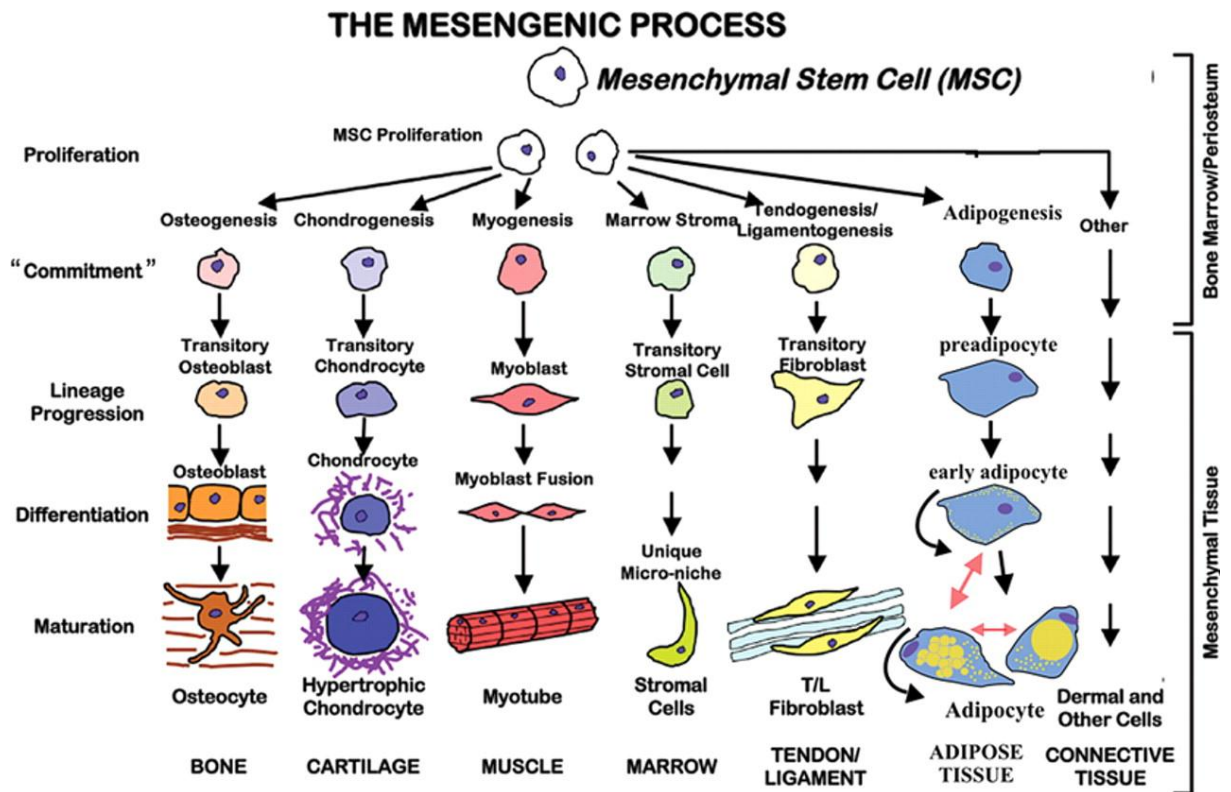 THE MESENGENIC PROCESS
Mesenchymal Stem Cell (MSC)
MSC Proliferation
Proliferation
Osteogenesis
Chondrogenesis
Myogenesis
Marrow Stroma
Tendogenesis/
Ligamentogenesis
Adipogenesis
Other
"Commitment"
Transitory
Osteoblast
Transitory
Chondrocyte
Myoblast
Transitory
Stromal Cell
Transitory
Fibroblast
preadipocyte
Lineage
Progression
Osteoblast
Chondrocyte
Myoblast Fusion
early adipocyte
Differentiation
Unique
Micro-niche
Maturation
Osteocyte
Hypertrophic
Chondrocyte
Myotube
Stromal
Cells
T/L
Fibroblast
Adipocyte
Dermal and
Other Cells
BONE
CARTILAGE
MUSCLE
MARROW
TENDON/
LIGAMENT
ADIPOSE
TISSUE
CONNECTIVE
TISSUE
Bone Marrow/Periosteum
Mesenchymal Tissue